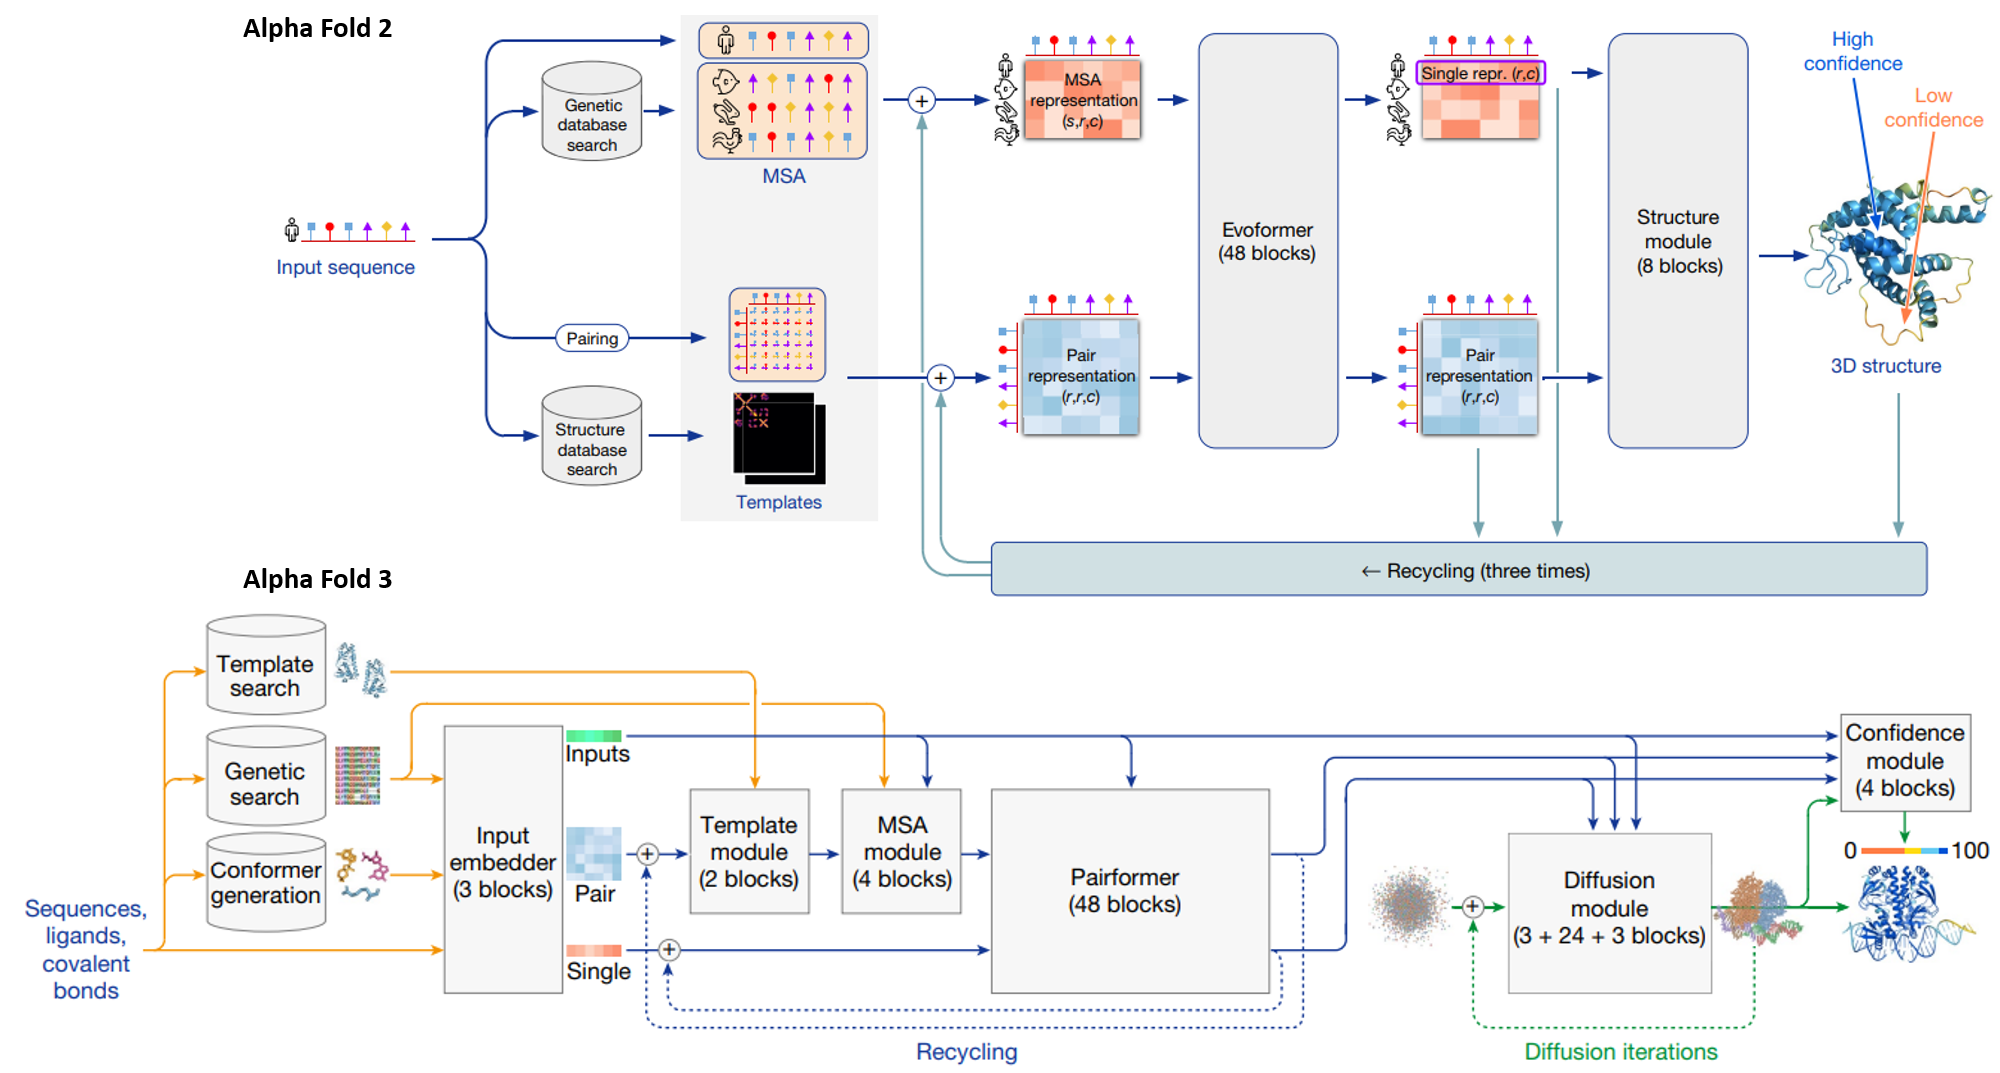 Alpha Fold 2
Genetic
database
search
MSA
Input sequence
Pairing
Structure
database
search
Templates
MSA
representation
(s,r,c)
Pair
representation
(r,r,c)
Evoformer
(48 blocks)
Single repr. (r,c)
Pair
representation
(r,r,c)
Structure
module
(8 blocks)
High
confidence
Low
confidence
3D structure
← Recycling (three times)
Alpha Fold 3
Template
search
Genetic
search
Conformer
generation
Sequences,
ligands,
covalent
bonds
Input
embedder
(3 blocks)
Inputs
Pair
Single
Template
module
(2 blocks)
MSA
module
(4 blocks)
Pairformer
(48 blocks)
Recycling
Diffusion
module
(3 + 24 + 3 blocks)
Diffusion iterations
Confidence
module
(4 blocks)
0 100